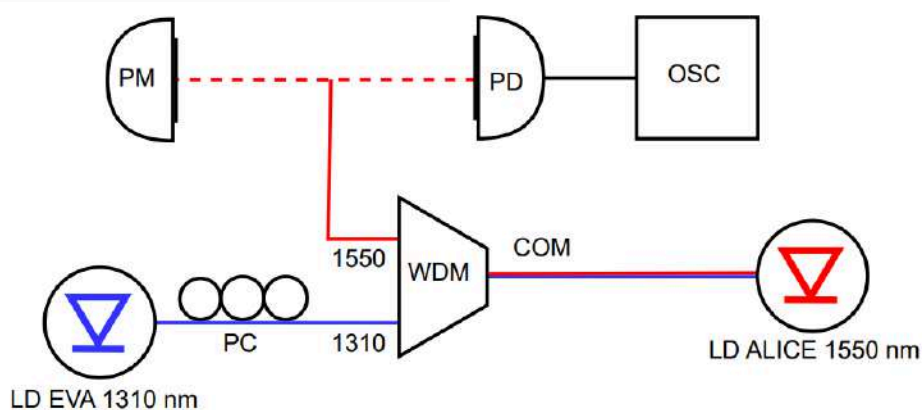 PM
PD
OSC
1550
WDM
COM
PC
1310
LD EVA 1310 nm
LD ALICE 1550 nm